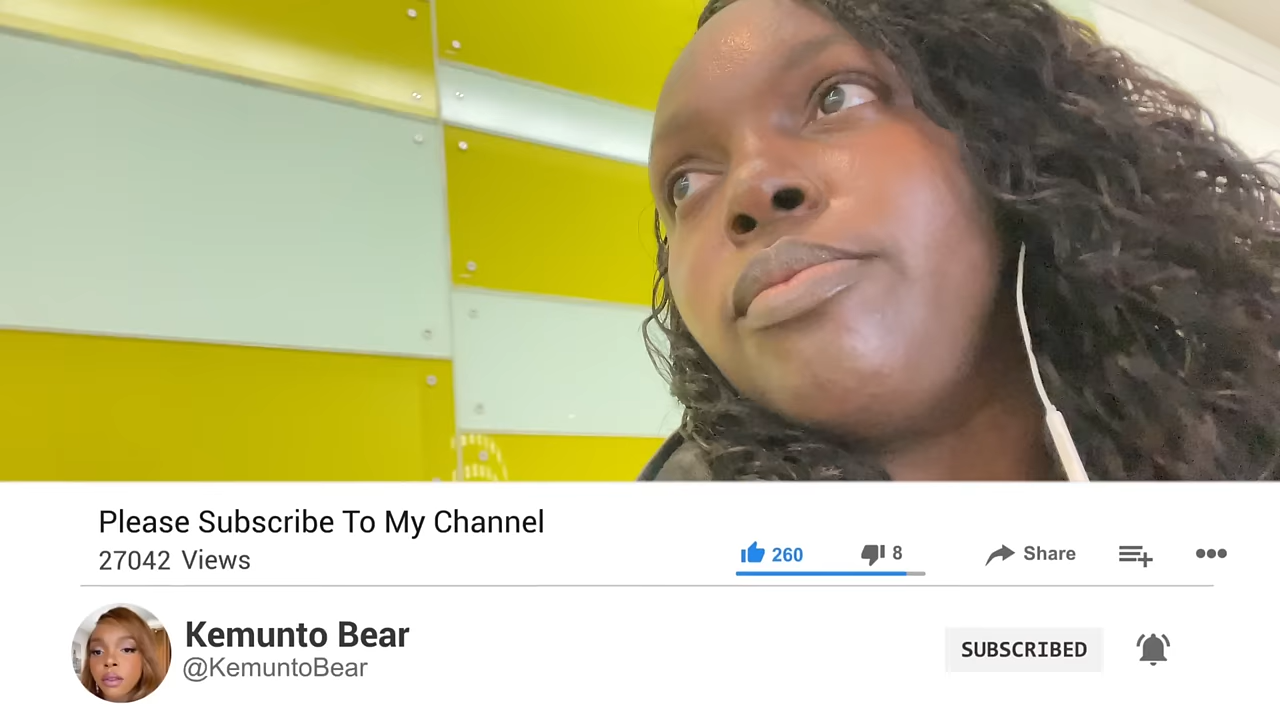 Please Subscribe To My Channel
27042 Views
260
8
Share
Kemunto Bear
@KemuntoBear
SUBSCRIBED